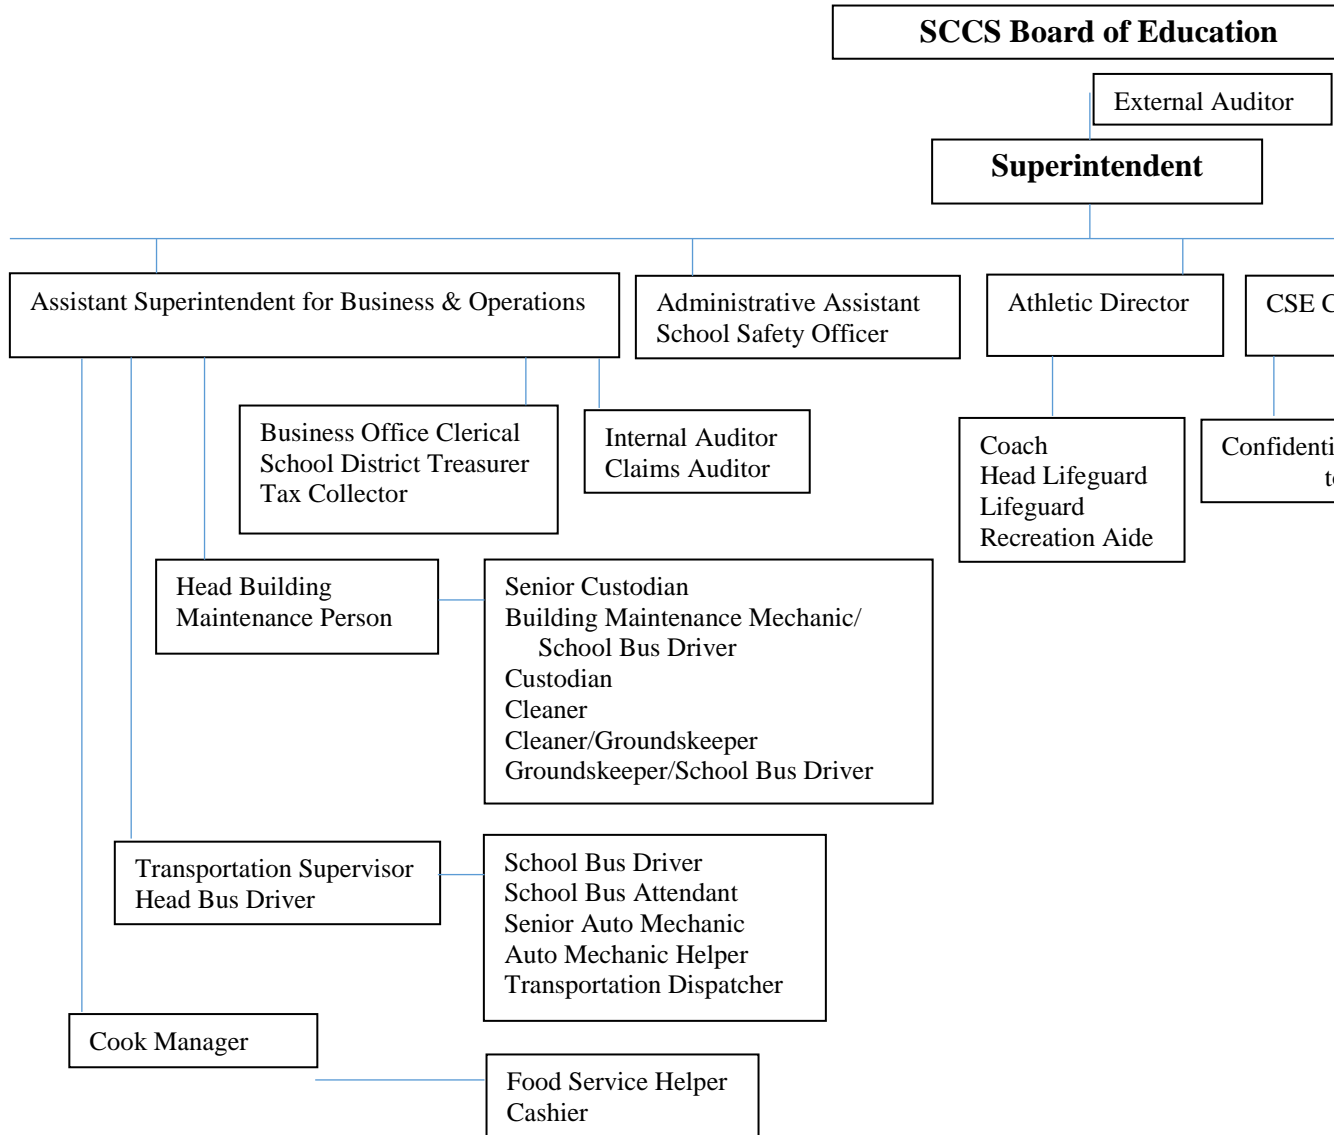 SCCS Board of Education
External Auditor
Superintendent
Assistant Superintendent for Business & Operations
Administrative Assistant
School Safety Officer
Athletic Director
CSE
Business Office Clerical
School District Treasurer
Tax Collector
Internal Auditor
Claims Auditor
Coach
Head Lifeguard
Lifeguard
Recreation Aide
Head Building
Maintenance Person
Senior Custodian
Building Maintenance Mechanic/
School Bus Driver
Custodian
Cleaner
Cleaner/Groundskeeper
Groundskeeper/School Bus Driver
Transportation Supervisor
Head Bus Driver
School Bus Driver
School Bus Attendant
Senior Auto Mechanic
Auto Mechanic Helper
Transportation Dispatcher
Cook Manager
Food Service Helper
Cashier